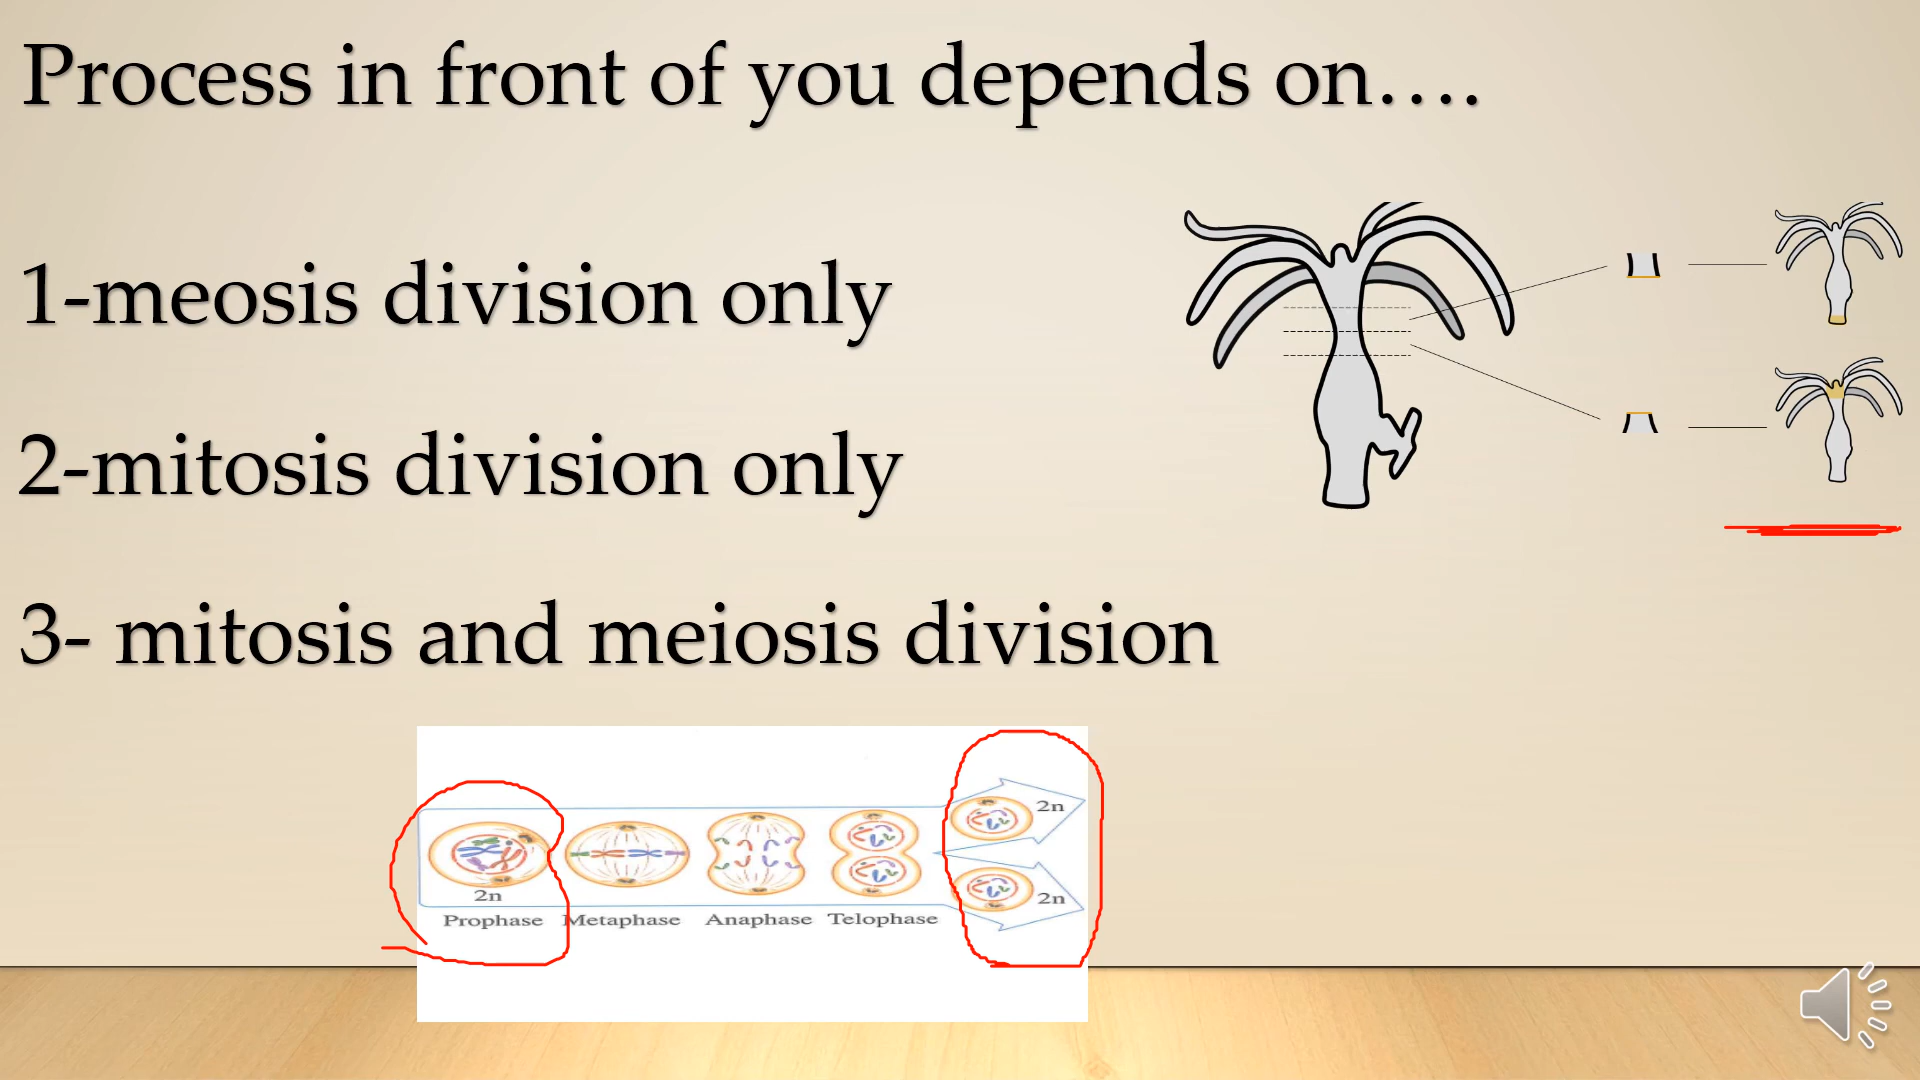 Process in front of you depends on….
1-meosis division only
2-mitosis division only
3- mitosis and meiosis division
2n
2n
2n
Prophase Metaphase Anaphase Telophase